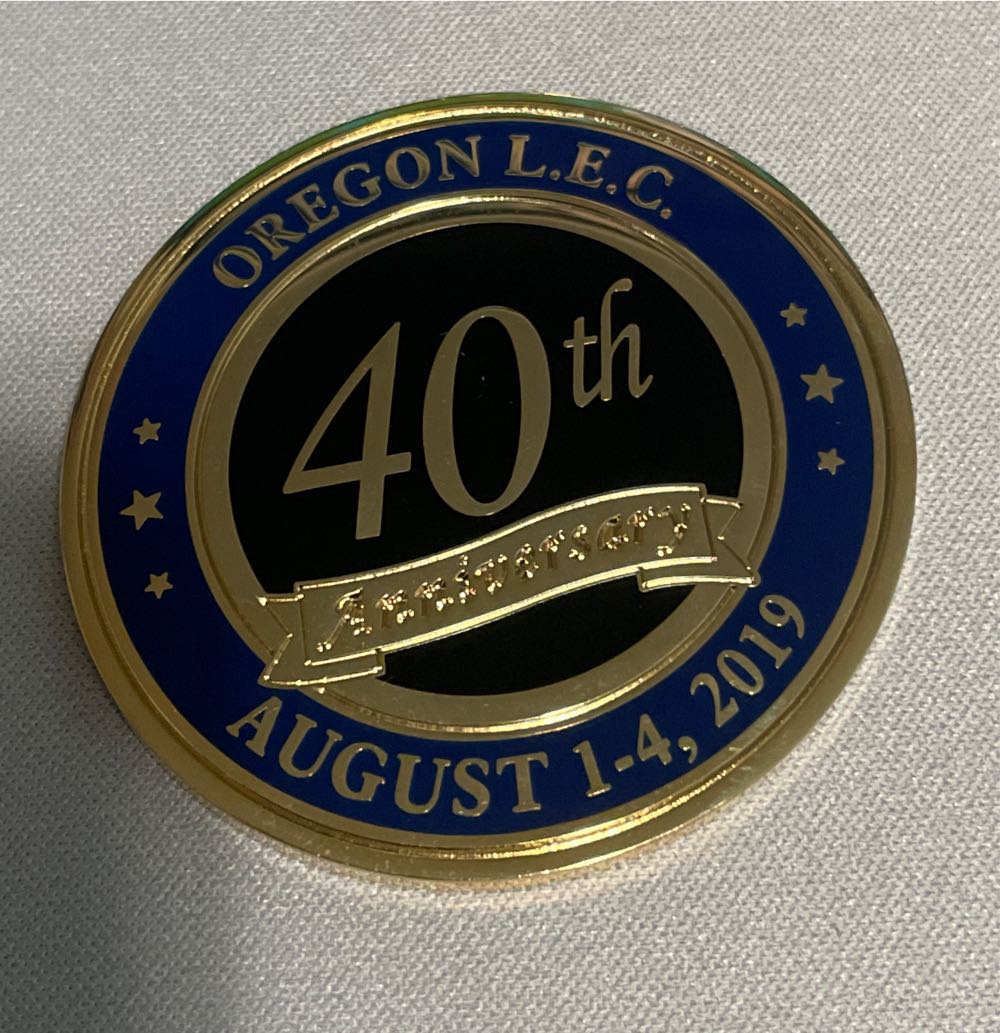 OREGON L.E.C.
40th
Anniversary
AUGUST 1-4, 2019